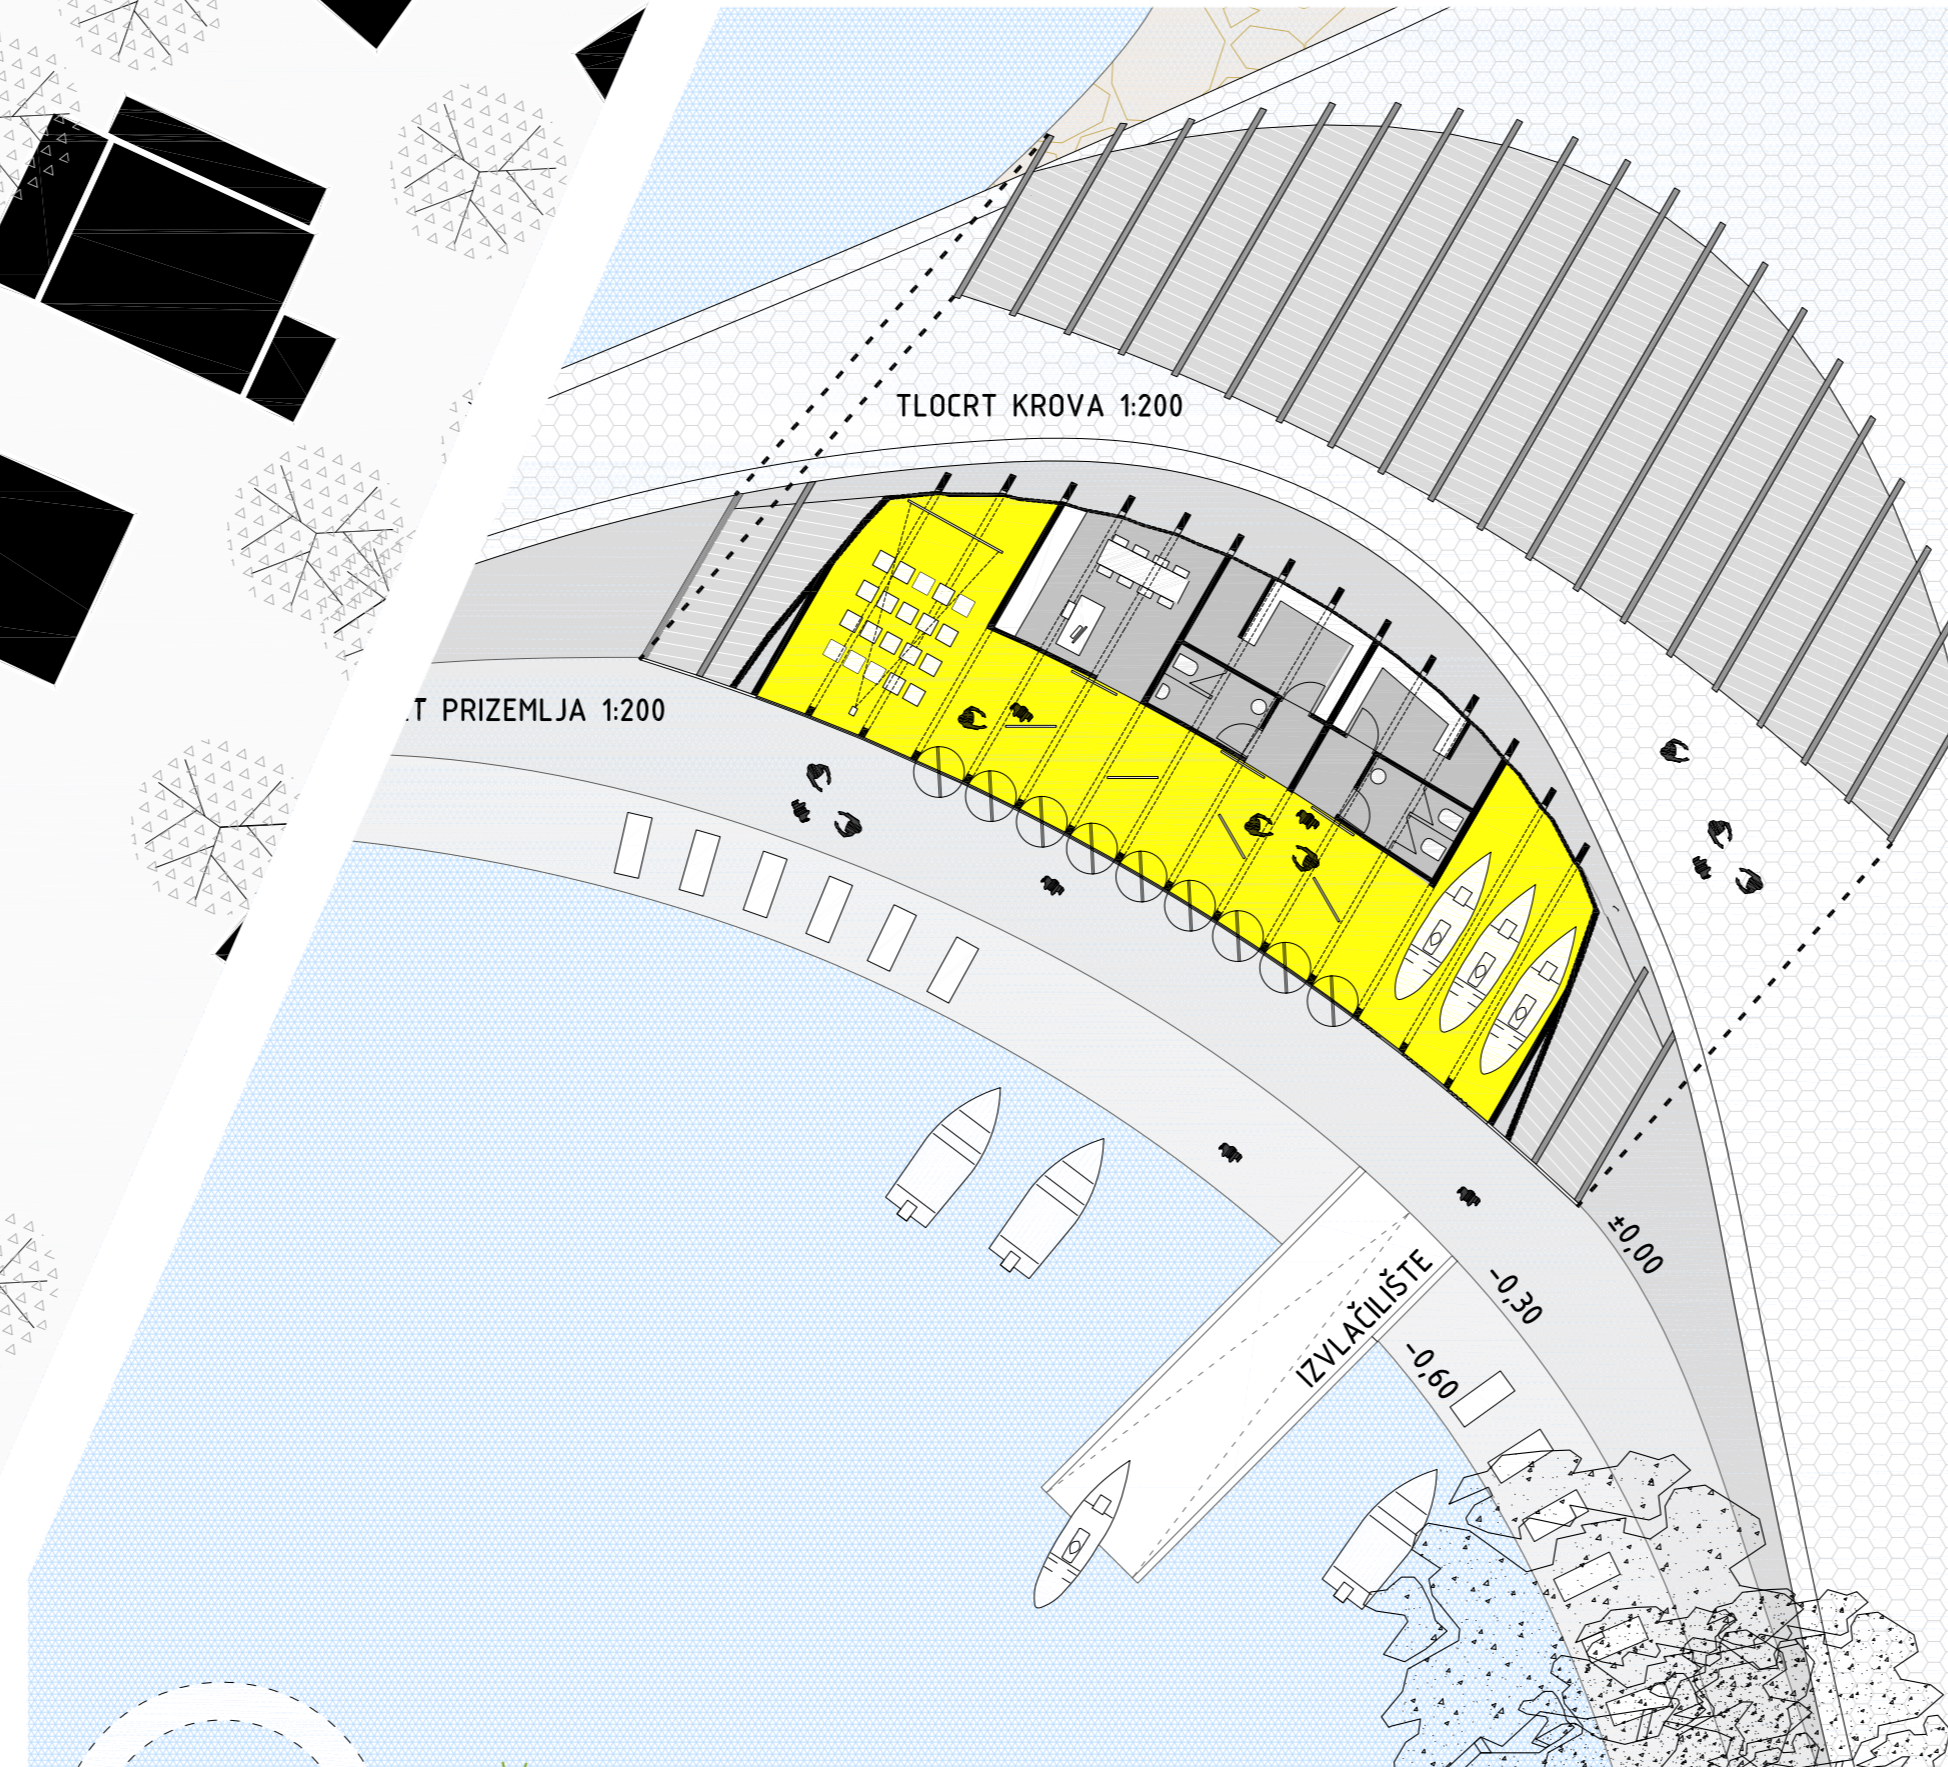 TLOCRT KROVA 1:200
T PRIZEMLJA 1:200
±0,00
-0,30
-0,60
IZVLAČILIŠTE